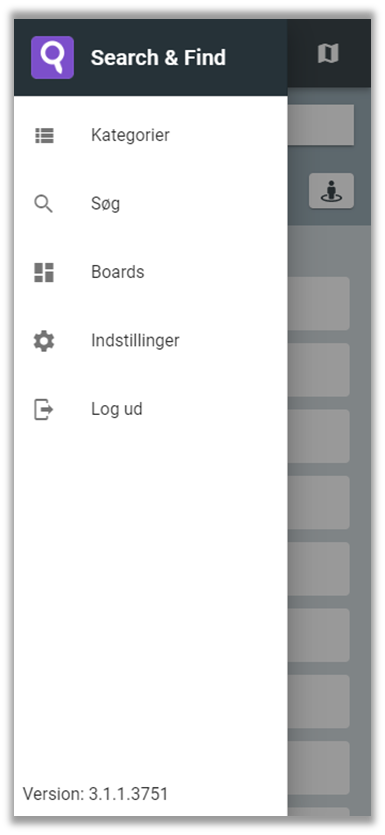 Search & Find
Kategorier
Søg
Boards
Indstillinger
Log ud
Version: 3.1.1.3751